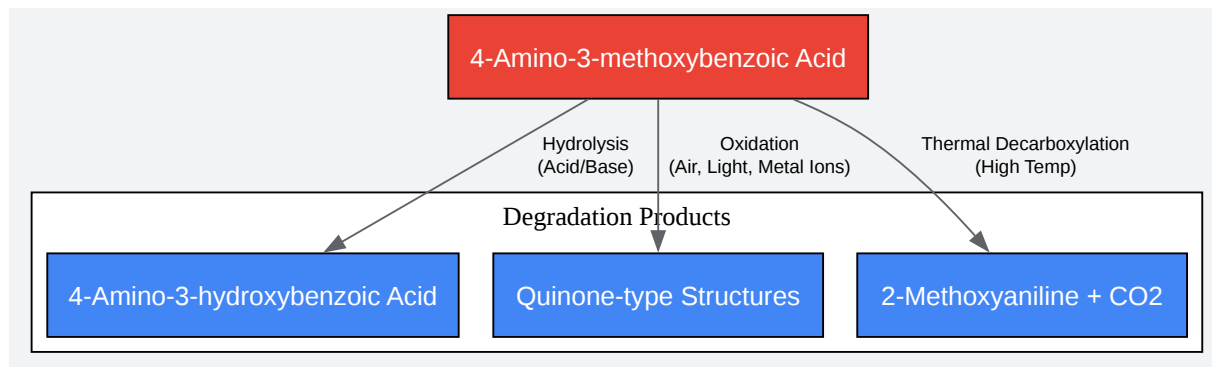 4-Amino-3-methoxybenzoic Acid
Hydrolysis
(Acid/Base)
Oxidation
(Air, Light, Metal Ions)
Thermal Decarboxylation
(High Temp)
Degradation Products
4-Amino-3-hydroxybenzoic Acid
Quinone-type Structures
2-Methoxyaniline + CO2